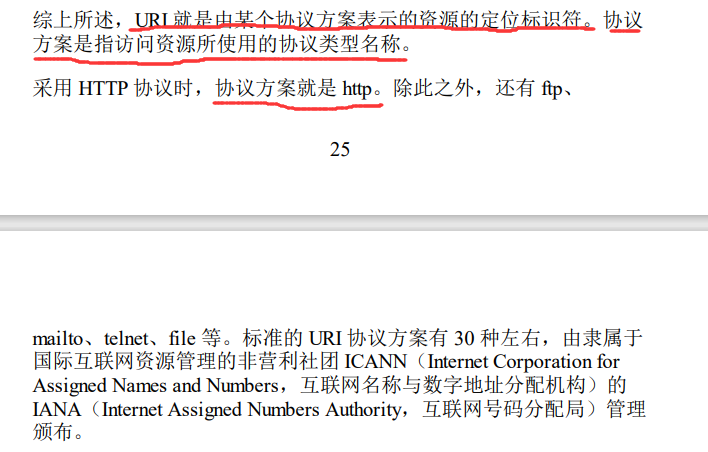 综上所述，URI 就是由某个协议方案表示的资源的定位标识符。协议
方案是指访问资源所使用的协议类型名称。
采用 HTTP 协议时，协议方案就是 http。除此之外，还有 ftp、
25
mailto、telnet、file 等。标准的 URI 协议方案有 30 种左右，由隶属于
国际互联网资源管理的非营利社团 ICANN（Internet Corporation for
Assigned Names and Numbers，互联网名称与数字地址分配机构）的
IANA（Internet Assigned Numbers Authority，互联网号码分配局）管理
颁布。